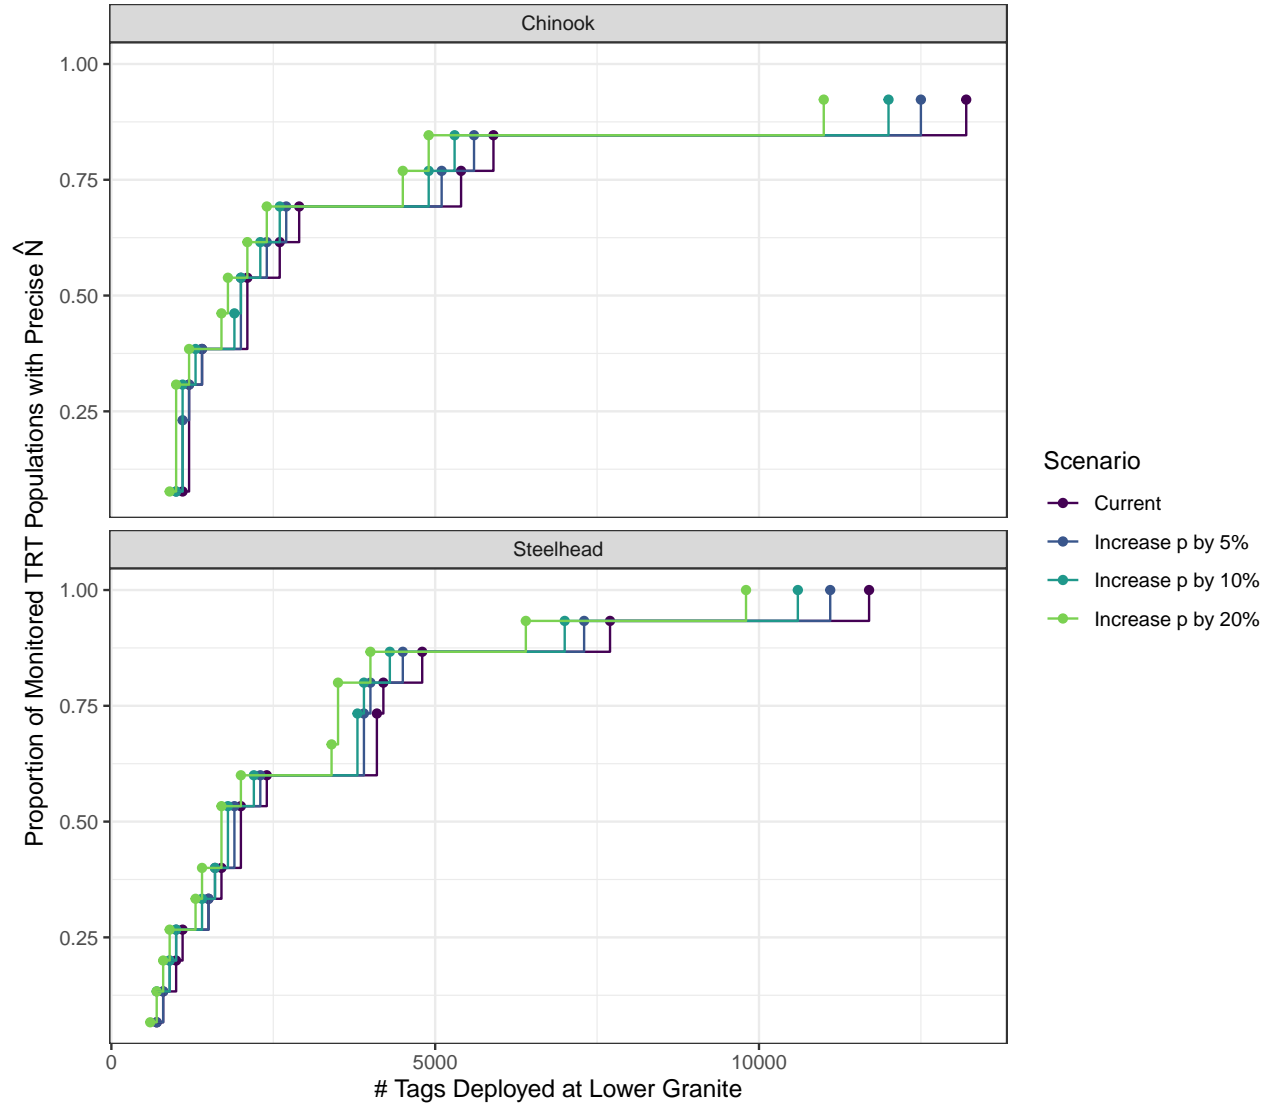 Chinook
1.00
0.75
0.50
0.25
Steelhead
1.00
0.75
0.50
0.25
0
5000
10000
# Tags Deployed at Lower Granite
Proportion of Monitored TRT Populations with Precise N̂
Scenario
Current
Increase p by 5%
Increase p by 10%
Increase p by 20%